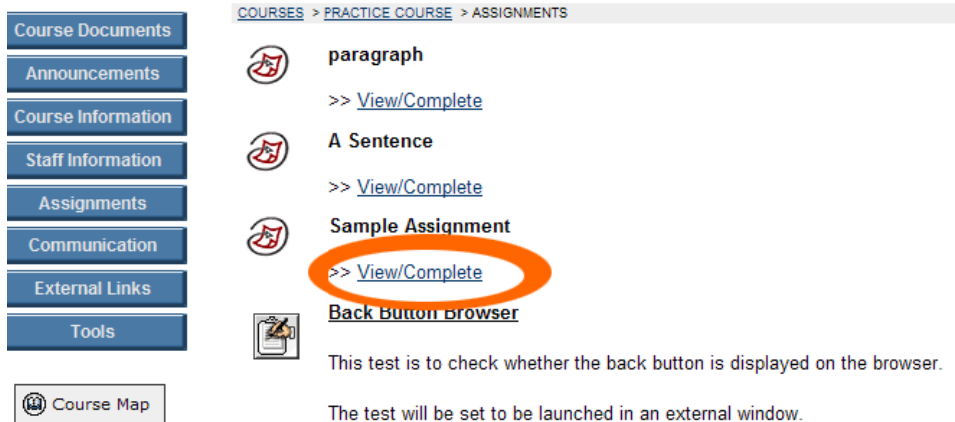 COURSES > PRACTICE COURSE > ASSIGNMENTS
Course Documents
Announcements
Course Information
Staff Information
Assignments
Communication
External Links
Tools
Course Map
paragraph
>> View/Complete
A Sentence
>> View/Complete
Sample Assignment
>> View/Complete
Back Button Browser
This test is to check whether the back button is displayed on the browser.
The test will be set to be launched in an external window.